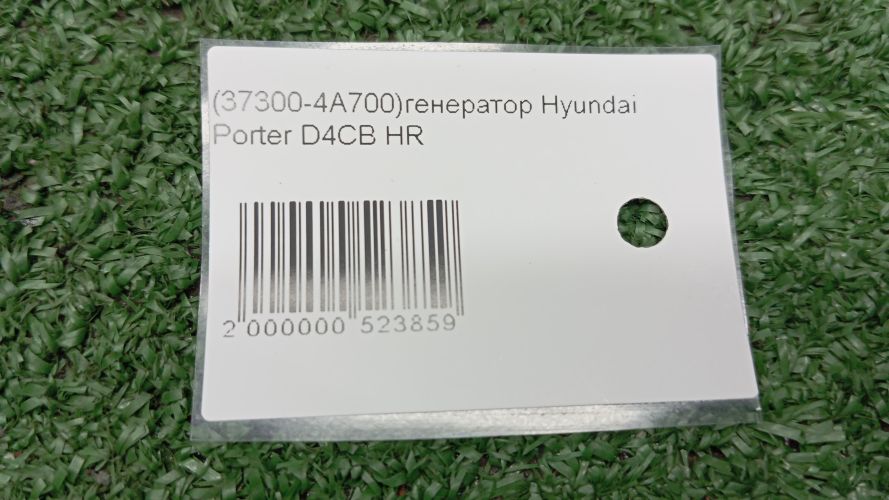 (37300-4A700)генератор Hyundai
Porter D4CB HR
2 000000 523859